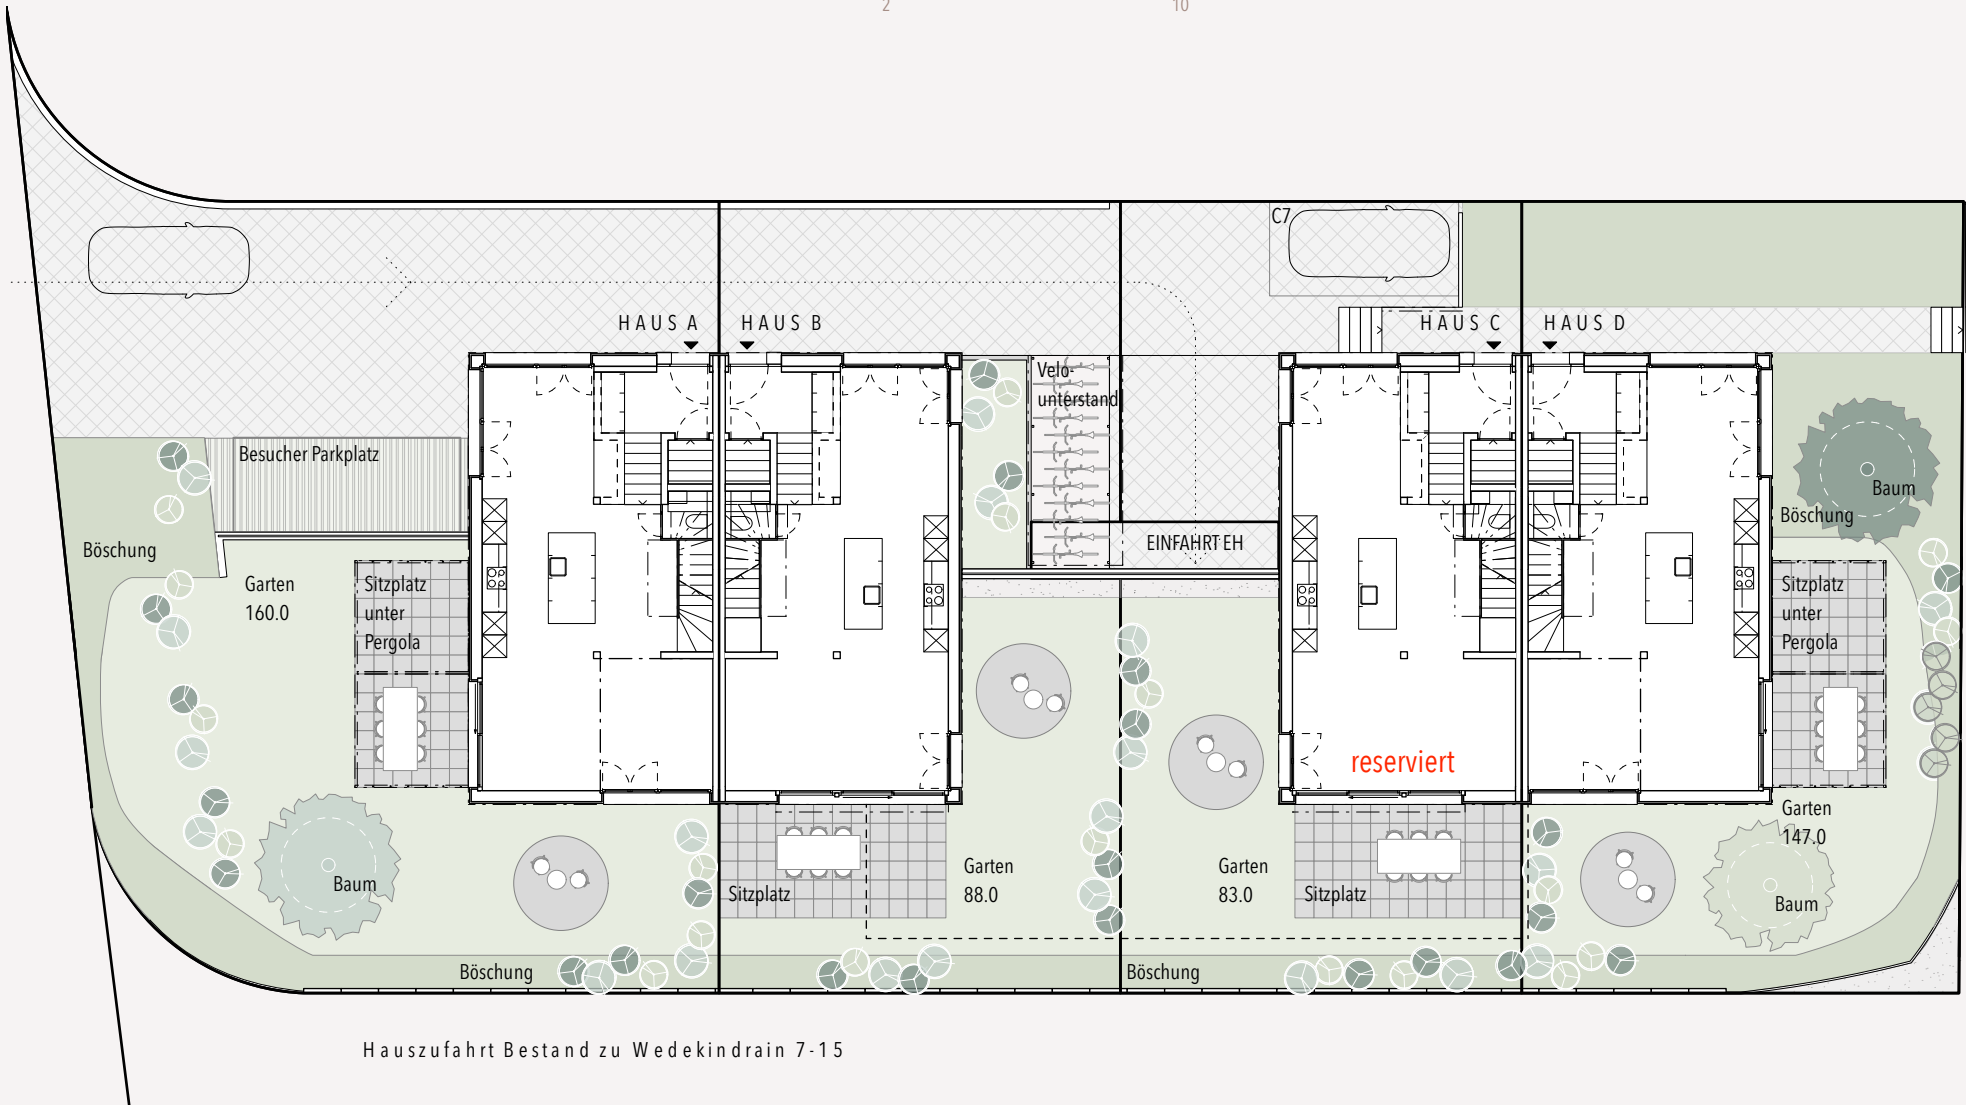 2
10
C7
HAUS A
HAUS B
HAUS C
HAUS D
Velo-
unterstand
Besucher Parkplatz
Baum
Böschung
EINFAHRT EH
Böschung
Garten
160.0
Sitzplatz
unter
Pergola
Sitzplatz
unter
Pergola
reserviert
Garten
147.0
Baum
Sitzplatz
Garten
88.0
Garten
83.0
Sitzplatz
Baum
Böschung
Böschung
Hauszufahrt Bestand zu Wedekindrain 7-15